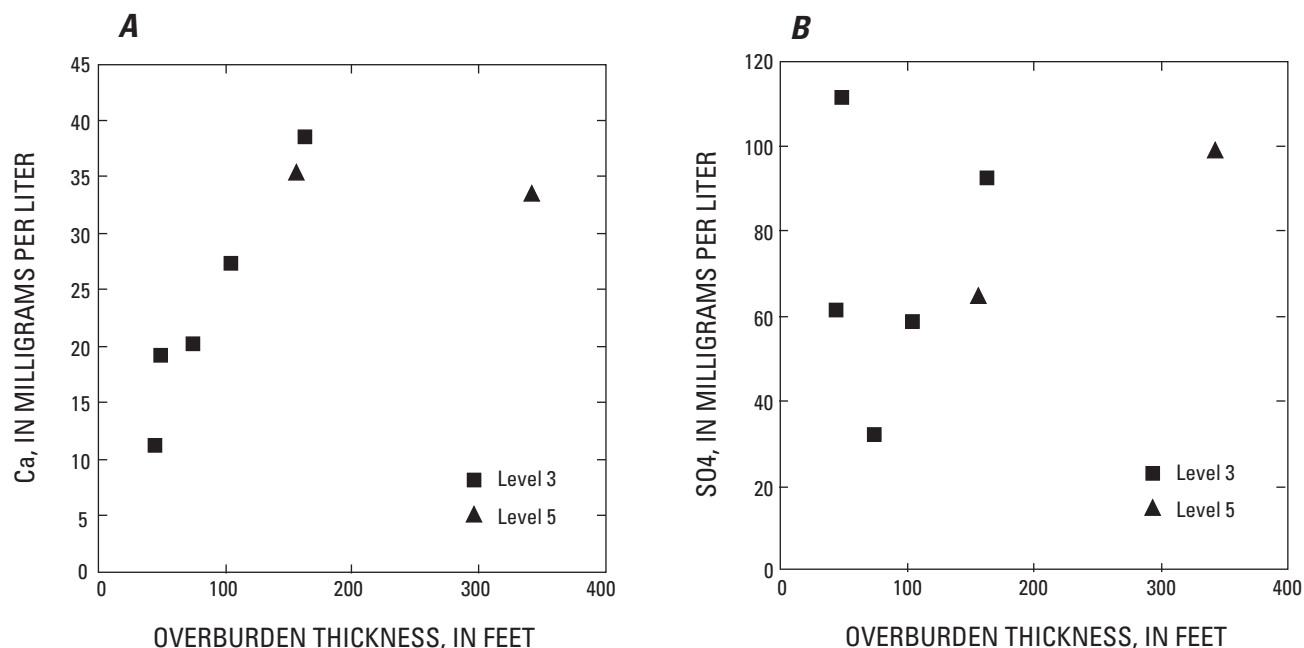 A
Ca, IN MILLIGRAMS PER LITER
45
40
35
30
25
20
15
10
5
0
0 100 200 300 400
Level 3
Level 5
OVERBURDEN THICKNESS, IN FEET
B
SO4, IN MILLIGRAMS PER LITER
120
100
80
60
40
20
0
0 100 200 300 400
Level 3
Level 5
OVERBURDEN THICKNESS, IN FEET